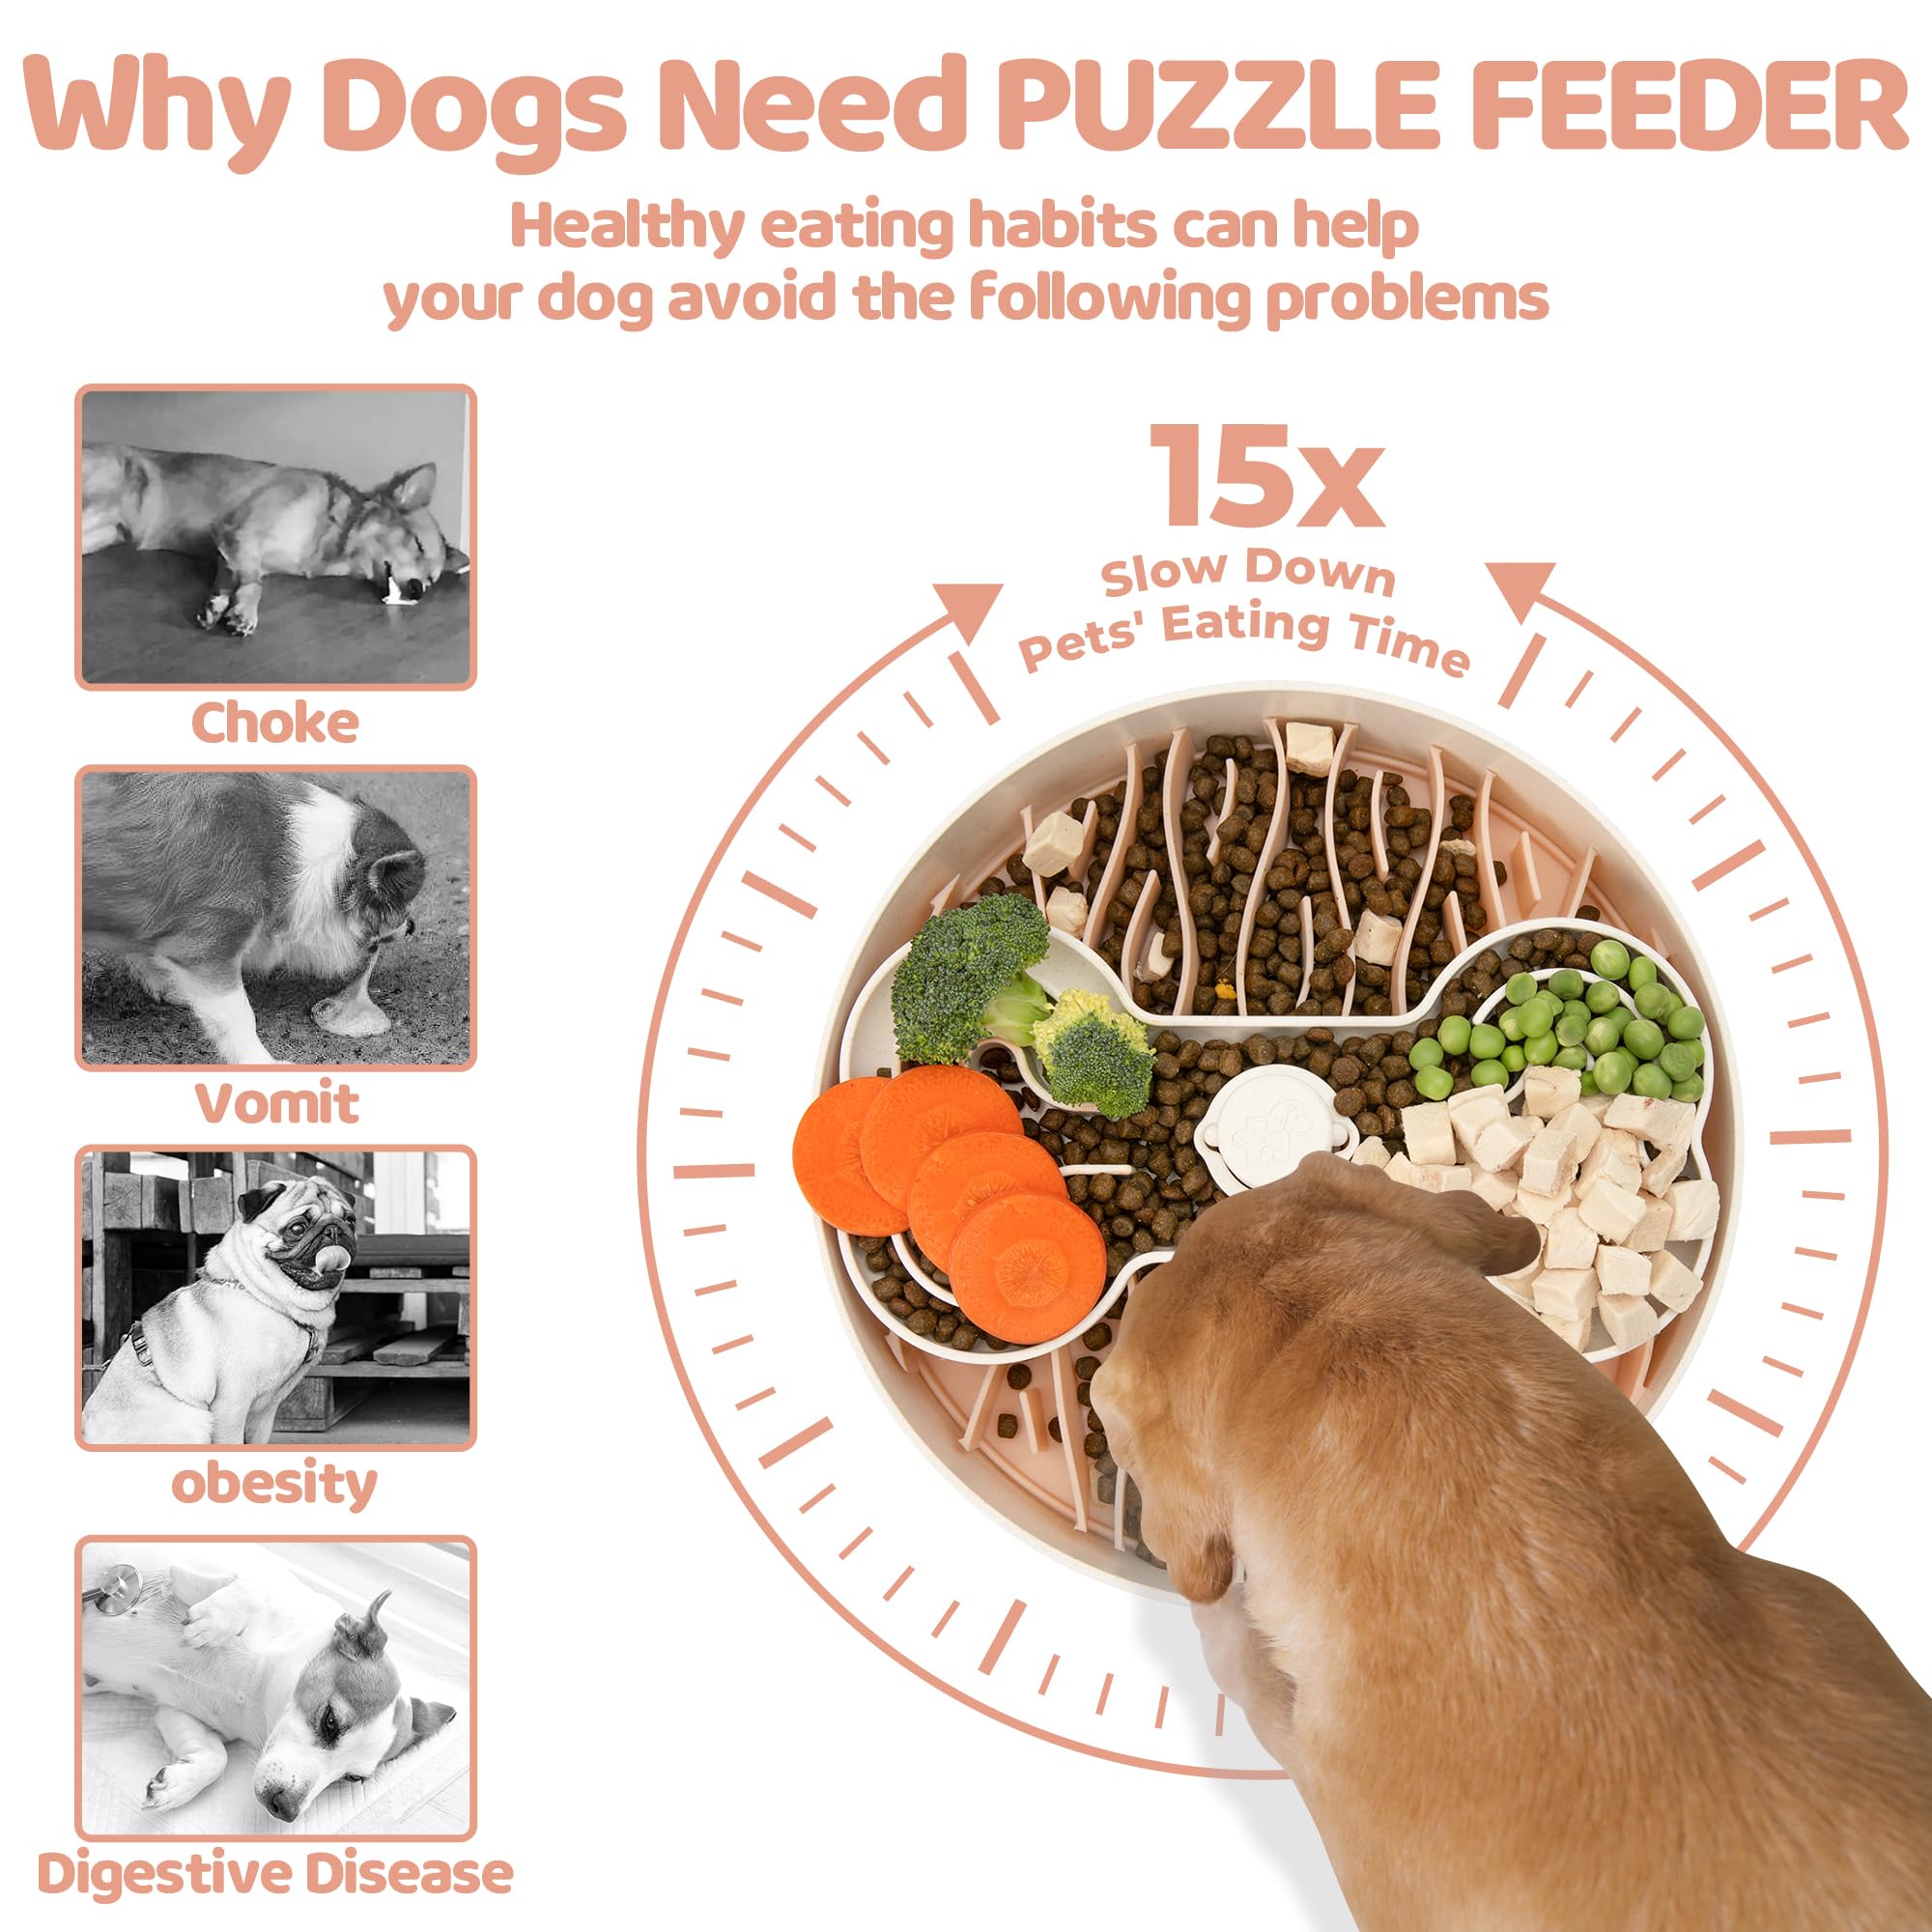 Why Dogs Need PUZZLE FEEDER
Healthy eating habits can help
your dog avoid the following problems
15x
Slow Down
Pets' Eating Time
Choke
Vomit
obesity
Digestive Disease